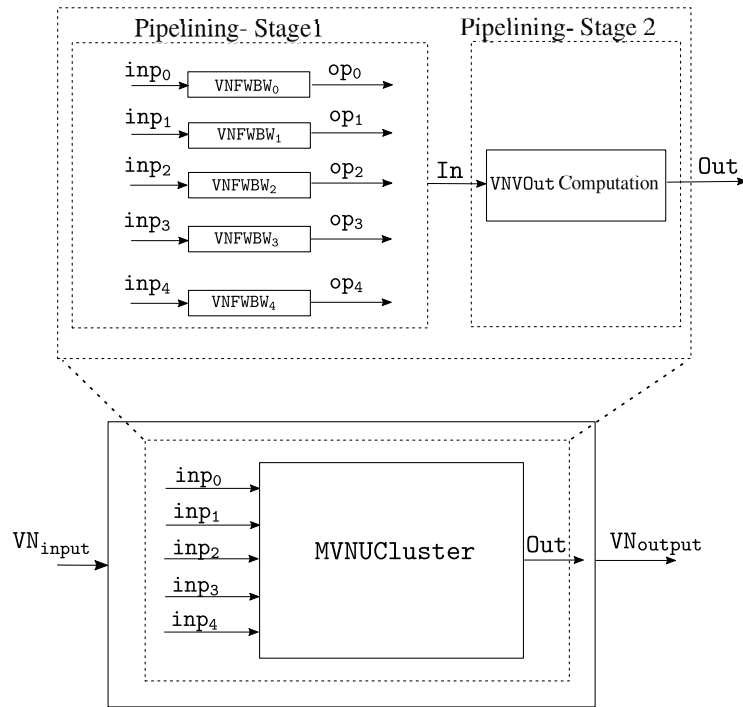 Pipelining- Stage1
Pipelining- Stage 2
inp0
VNFWBW0
op0
inp1
VNFWBW1
op1
inp2
VNFWBW2
op2
In
VNVOut Computation
Out
inp3
VNFWBW3
op3
inp4
VNFWBW4
op4
inp0
inp1
VNinput
inp2
MVNUCluster
Out
VNoutput
inp3
inp4